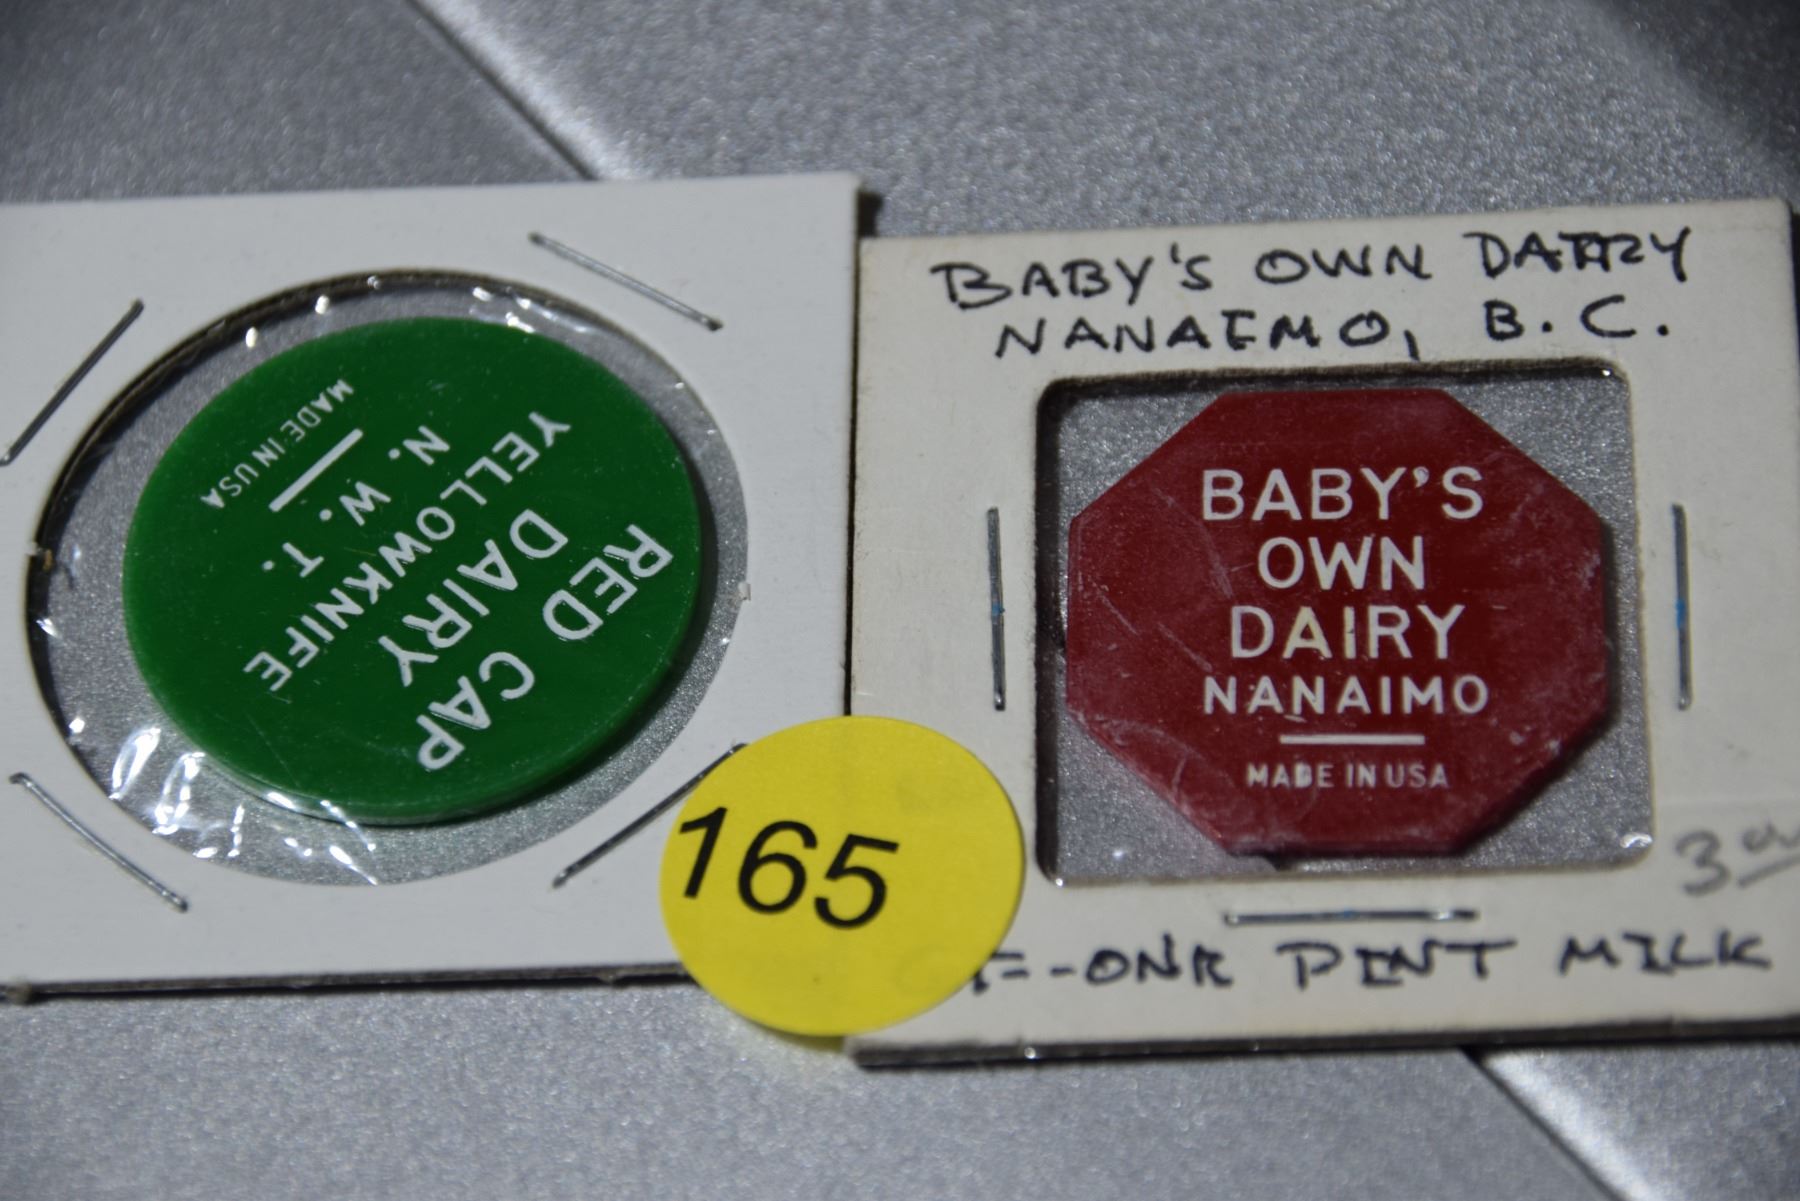 RED CAP
DAIRY
YELLOWKNIFE
N. W. T.
MADE IN USA
BABY'S OWN DAIRY
NANAIMO, B.C.
BABY'S
OWN
DAIRY
NANAIMO
MADE IN USA
165
ONE PINT MILK